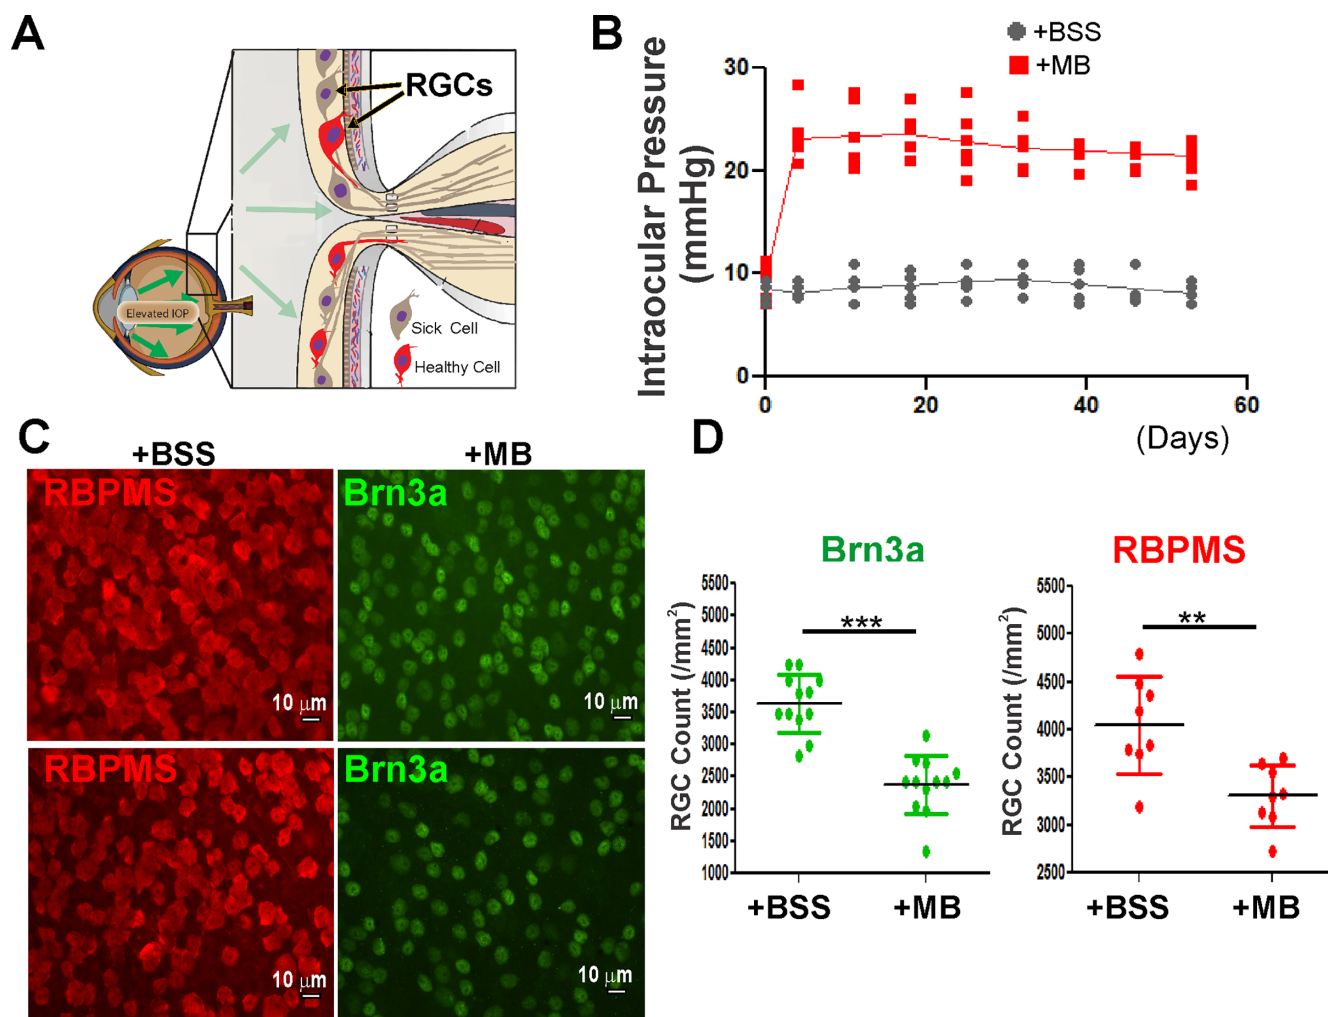 A
RGCs
Elevated IOP
Sick Cell
Healthy Cell
B
+BSS
+MB
Intraocular Pressure
(mmHg)
30
20
10
0
0
20
40
60
(Days)
C
+BSS
+MB
RBPMS
Brn3a
10 μm
10 μm
RBPMS
Brn3a
10 μm
10 μm
D
Brn3a
RGC Count (/mm²)
5500
5000
4500
4000
3500
3000
2500
2000
1500
1000
***
+BSS
+MB
RBPMS
RGC Count (/mm²)
5500
5000
4500
4000
3500
3000
2500
**
+BSS
+MB